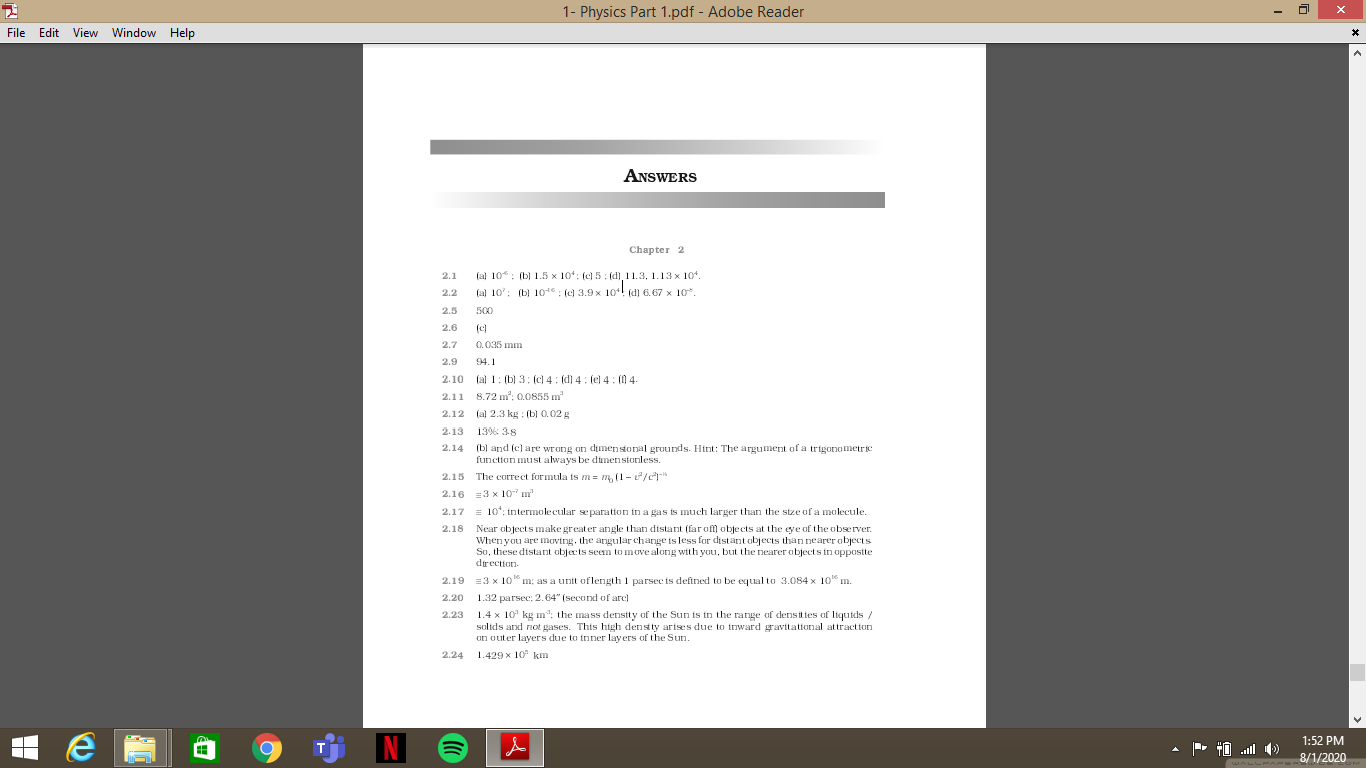 1- Physics Part 1.pdf - Adobe Reader
File Edit View Window Help
ANSWERS
Chapter 2
2.1 (a) 10⁻⁶ ; (b) 1.5 × 10⁴ ; (c) 5 ; (d) 11.3, 1.13 × 10⁴.
2.2 (a) 10⁷ ; (b) 10⁻¹⁶ ; (c) 3.9 × 10⁴ ; (d) 6.67 × 10⁻⁸.
2.5 500
2.6 (c)
2.7 0.035 mm
2.9 94.1
2.10 (a) 1 ; (b) 3 ; (c) 4 ; (d) 4 ; (e) 4 ; (f) 4.
2.11 8.72 m²; 0.0855 m³
2.12 (a) 2.3 kg ; (b) 0.02 g
2.13 13%; 3.8
2.14 (b) and (c) are wrong on dimensional grounds. Hint: The argument of a trigonometric
function must always be dimensionless.
2.15 The correct formula is m = m₀ (1 – v²/c²)⁻½
2.16 ≅ 3 × 10⁻⁷ m³
2.17 ≅ 10⁴; intermolecular separation in a gas is much larger than the size of a molecule.
2.18 Near objects make greater angle than distant (far off) objects at the eye of the observer.
When you are moving, the angular change is less for distant objects than nearer objects.
So, these distant objects seem to move along with you, but the nearer objects in opposite
direction.
2.19 ≅ 3 × 10¹⁶ m; as a unit of length 1 parsec is defined to be equal to 3.084 × 10¹⁶ m.
2.20 1.32 parsec; 2.64″ (second of arc)
2.23 1.4 × 10³ kg m⁻³; the mass density of the Sun is in the range of densities of liquids /
solids and not gases. This high density arises due to inward gravitational attraction
on outer layers due to inner layers of the Sun.
2.24 1.429 × 10⁵ km
1:52 PM
8/1/2020